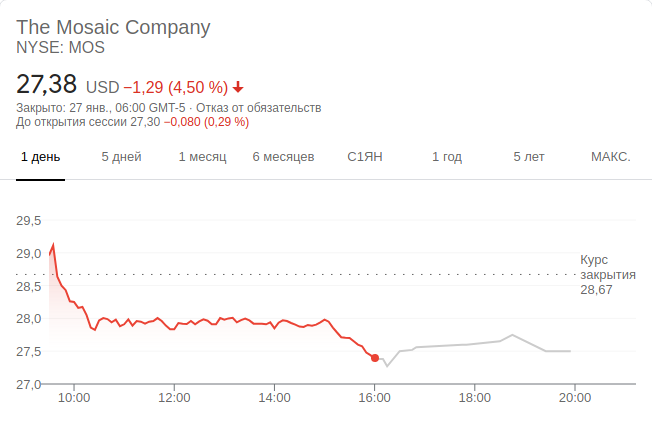 The Mosaic Company
NYSE: MOS
27,38 USD −1,29 (4,50 %)
Закрыто: 27 янв., 06:00 GMT-5 · Отказ от обязательств
До открытия сессии 27,30 −0,080 (0,29 %)
1 день 5 дней 1 месяц 6 месяцев С1ЯН 1 год 5 лет МАКС.
29,5
29,0
Курс
закрытия
28,67
28,5
28,0
27,5
27,0
10:00 12:00 14:00 16:00 18:00 20:00